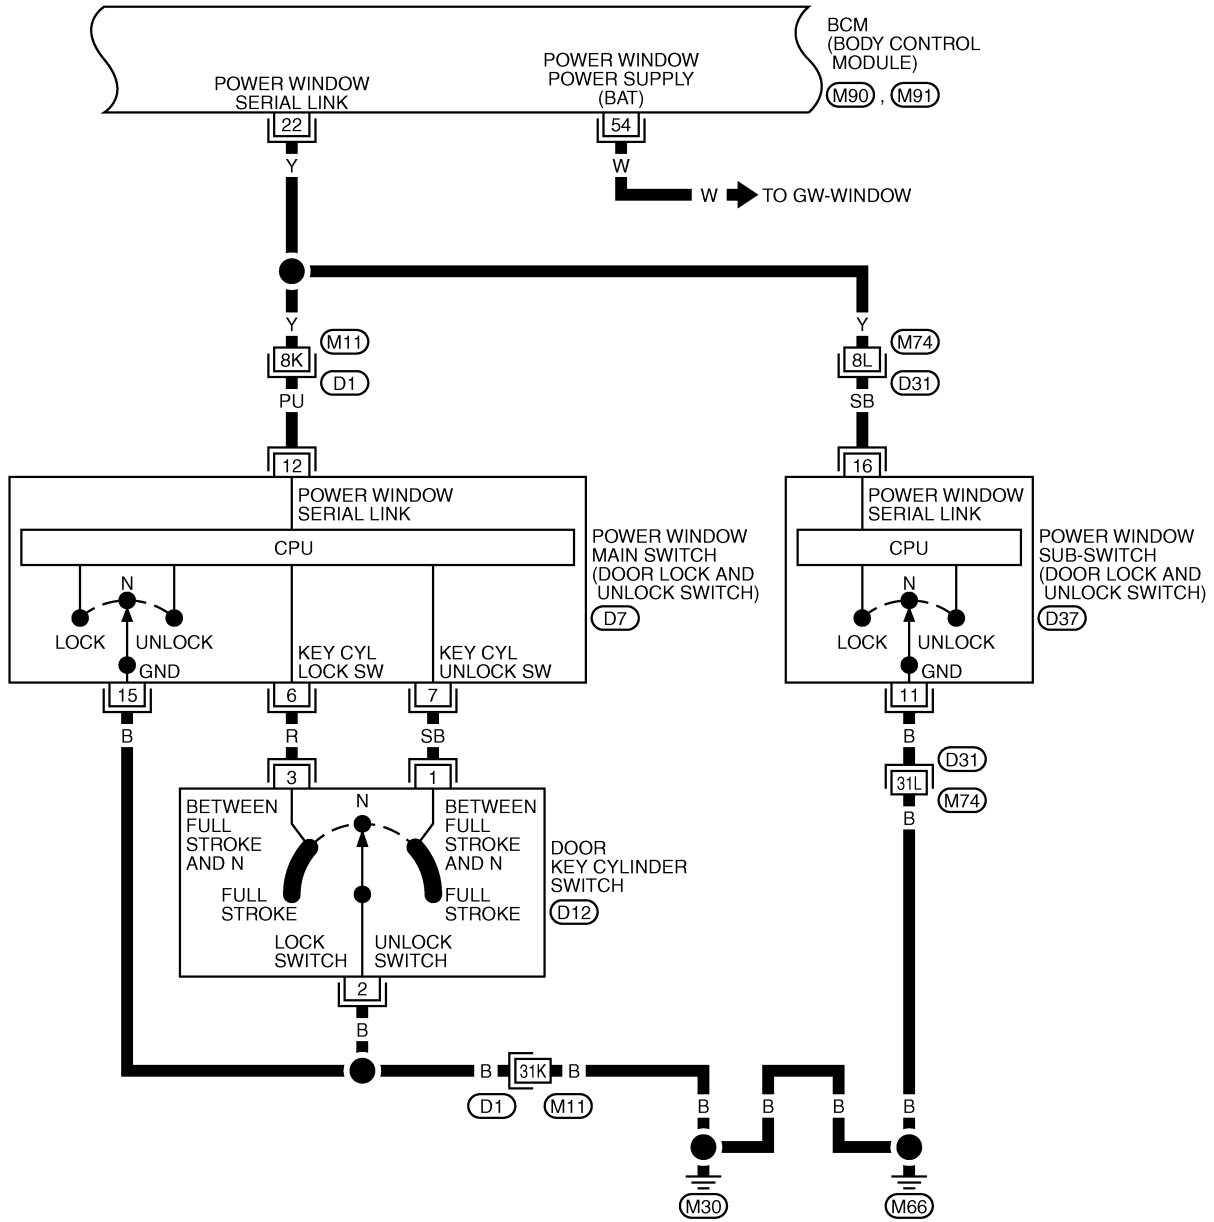 BCM
(BODY CONTROL
MODULE)
M90 , M91
POWER WINDOW
SERIAL LINK
POWER WINDOW
POWER SUPPLY
(BAT)
22
54
Y
W
W
TO GW-WINDOW
Y
Y
M11
M74
8K
8L
D1
D31
PU
SB
12
16
POWER WINDOW
SERIAL LINK
POWER WINDOW
SERIAL LINK
CPU
CPU
POWER WINDOW
MAIN SWITCH
(DOOR LOCK AND
UNLOCK SWITCH)
D7
POWER WINDOW
SUB-SWITCH
(DOOR LOCK AND
UNLOCK SWITCH)
D37
N
LOCK
UNLOCK
GND
KEY CYL
LOCK SW
KEY CYL
UNLOCK SW
N
LOCK
UNLOCK
GND
15
6
7
11
B
R
SB
B
3
1
D31
31L
M74
B
BETWEEN
FULL
STROKE
AND N
N
BETWEEN
FULL
STROKE
AND N
FULL
STROKE
FULL
STROKE
LOCK
SWITCH
UNLOCK
SWITCH
DOOR
KEY CYLINDER
SWITCH
D12
2
B
B
31K
B
D1
M11
B
B
B
B
M30
M66